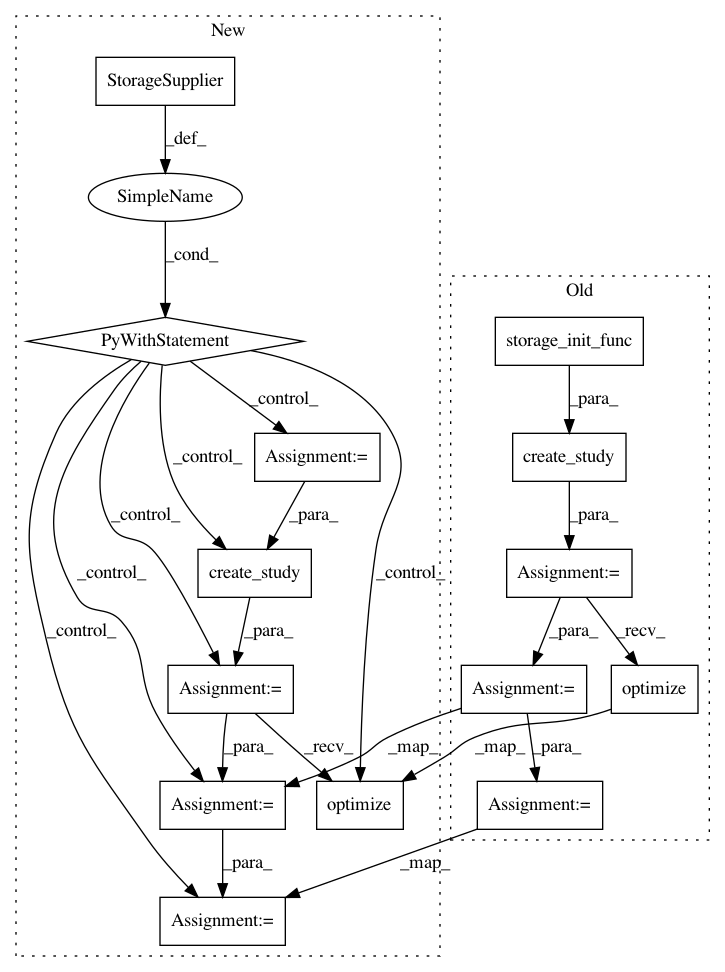 New
StorageSupplier
_def_
SimpleName
_cond_
Old
PyWithStatement
storage_init_func
_control_
_para_
_control_
Assignment:=
create_study
_control_
_para_
_para_
_control_
create_study
_control_
Assignment:=
_control_
_para_
_para_
_recv_
Assignment:=
Assignment:=
optimize
_para_
_recv_
_map_
_map_
_para_
Assignment:=
optimize
Assignment:=
_para_
_map_
Assignment:=